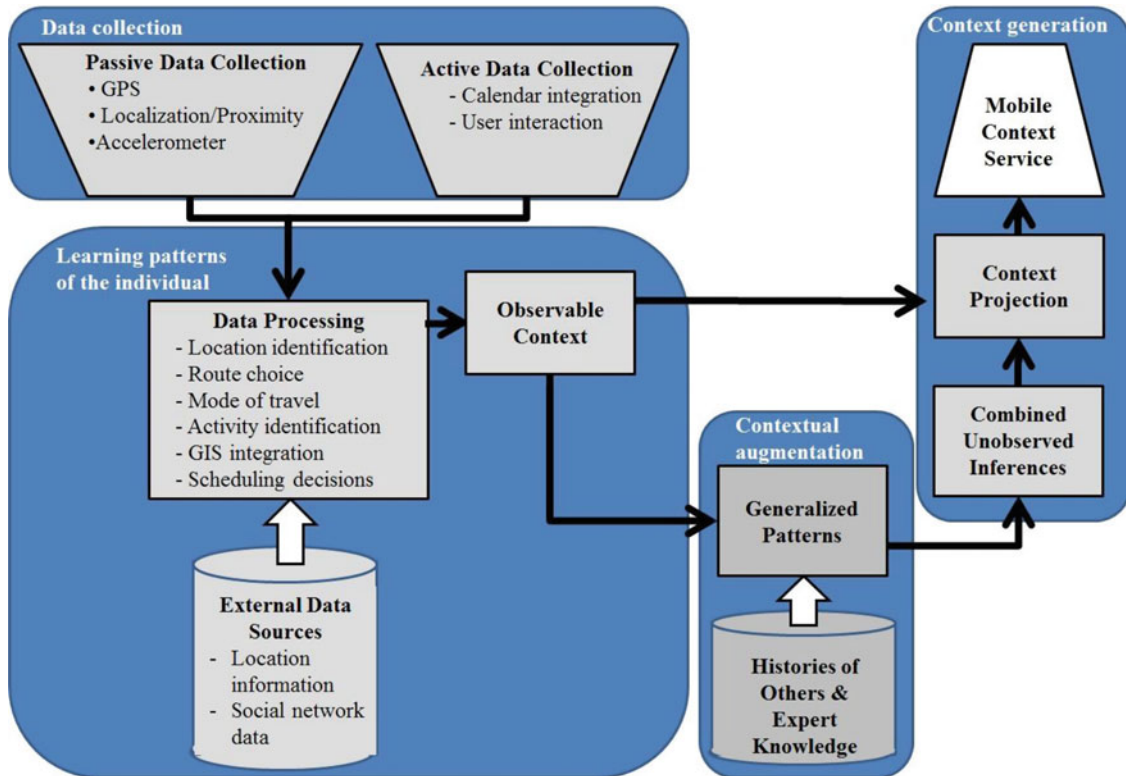 Data collection
Passive Data Collection
• GPS
• Localization/Proximity
•Accelerometer
Active Data Collection
- Calendar integration
- User interaction
Learning patterns
of the individual
Data Processing
- Location identification
- Route choice
- Mode of travel
- Activity identification
- GIS integration
- Scheduling decisions
Observable
Context
External Data
Sources
- Location
information
- Social network
data
Contextual
augmentation
Generalized
Patterns
Histories of
Others &
Expert
Knowledge
Context generation
Mobile
Context
Service
Context
Projection
Combined
Unobserved
Inferences